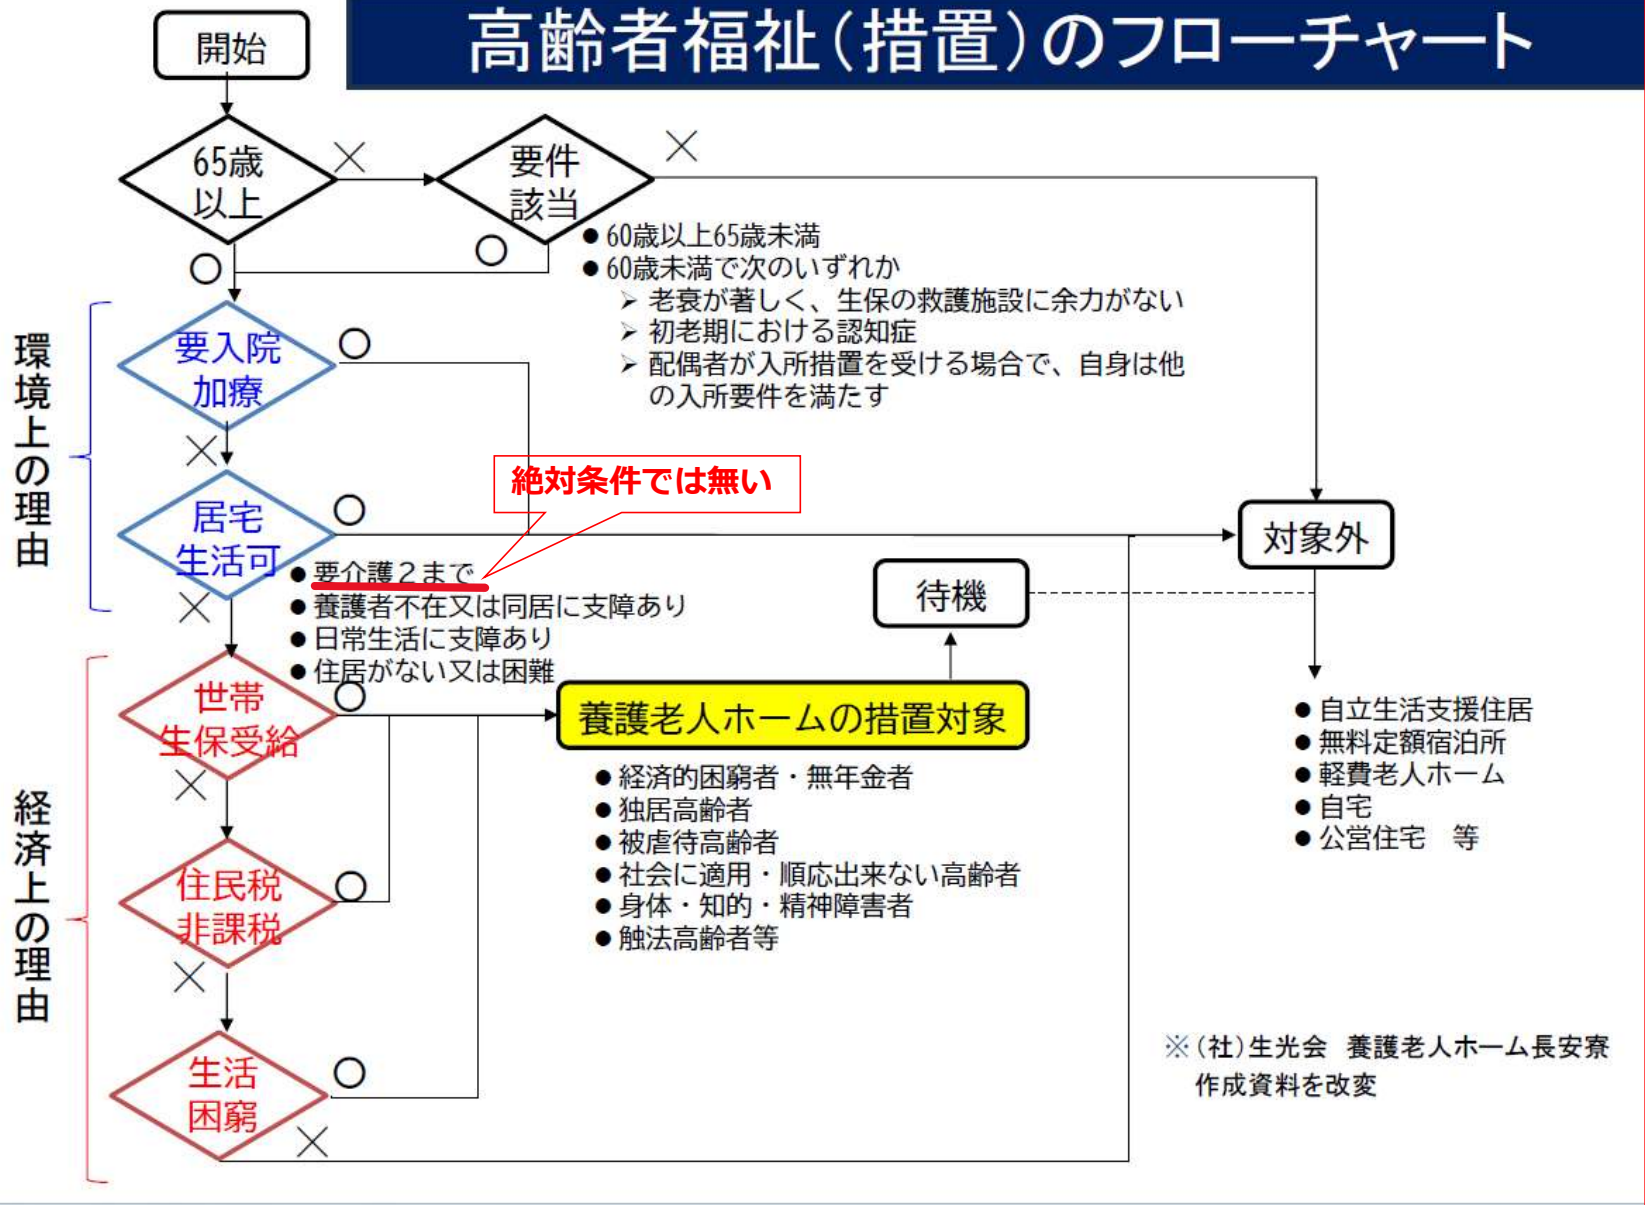 高齢者福祉(措置)のフローチャート
開始
65歳
以上
×
要件
該当
×
○
○
●60歳以上65歳未満
●60歳未満で次のいずれか
➢ 老衰が著しく、生保の救護施設に余力がない
➢ 初老期における認知症
➢ 配偶者が入所措置を受ける場合で、自身は他
の入所要件を満たす
環境上の理由
要入院
加療
○
×
絶対条件では無い
居宅
生活可
○
×
●要介護２まで
●養護者不在又は同居に支障あり
●日常生活に支障あり
●住居がない又は困難
対象外
待機
経済上の理由
世帯
生保受給
○
×
養護老人ホームの措置対象
●経済的困窮者・無年金者
●独居高齢者
●被虐待高齢者
●社会に適用・順応出来ない高齢者
●身体・知的・精神障害者
●触法高齢者等
●自立生活支援住居
●無料定額宿泊所
●軽費老人ホーム
●自宅
●公営住宅　等
住民税
非課税
○
×
生活
困窮
○
×
※(社)生光会　養護老人ホーム長安寮
作成資料を改変